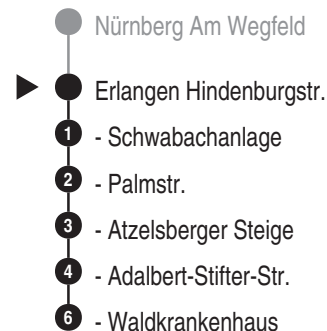 Nürnberg Am Wegfeld
Erlangen Hindenburgstr.
1 - Schwabachanlage
2 - Palmstr.
3 - Atzelsberger Steige
4 - Adalbert-Stifter-Str.
6 - Waldkrankenhaus